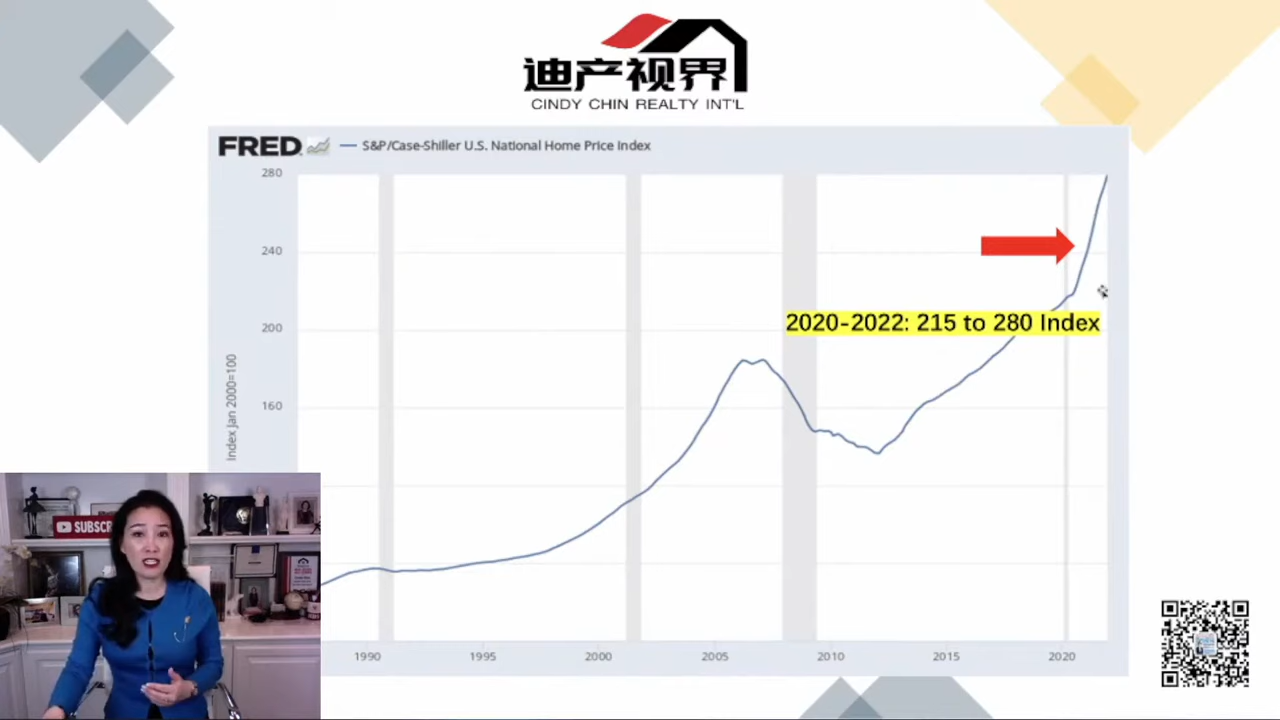 迪产视界
CINDY CHIN REALTY INT'L
FRED
S&P/Case-Shiller U.S. National Home Price Index
280
240
200
160
Index Jan 2000=100
2020-2022: 215 to 280 Index
SUBSCR
1990
1995
2000
2005
2010
2015
2020